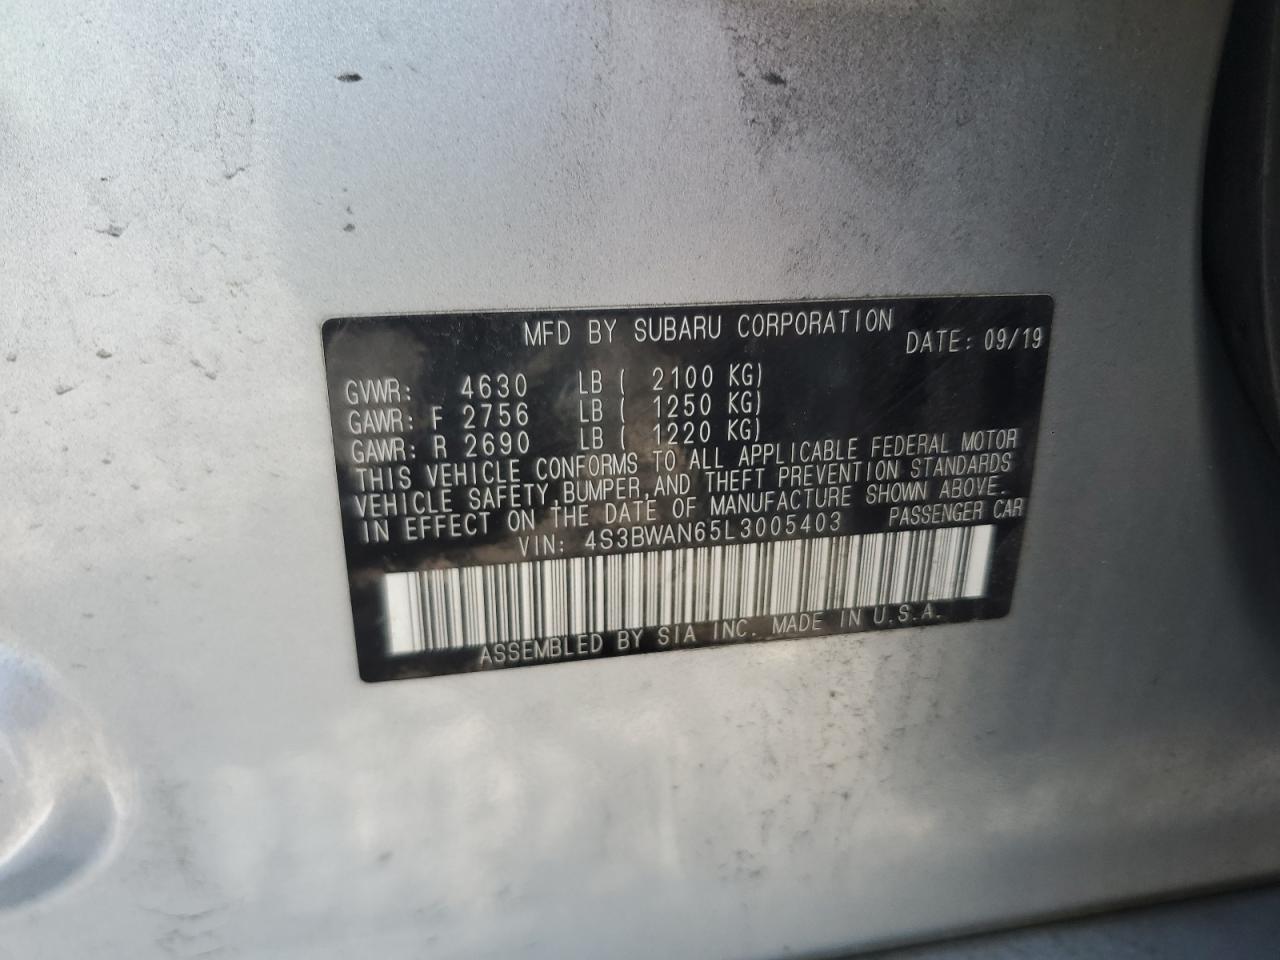 MFD BY SUBARU CORPORATION
DATE: 09/19
GVWR: 4630 LB ( 2100 KG)
GAWR: F 2756 LB ( 1250 KG)
GAWR: R 2690 LB ( 1220 KG)
THIS VEHICLE CONFORMS TO ALL APPLICABLE FEDERAL MOTOR
VEHICLE SAFETY,BUMPER,AND THEFT PREVENTION STANDARDS
IN EFFECT ON THE DATE OF MANUFACTURE SHOWN ABOVE.
VIN: 4S3BWAN65L3005403 PASSENGER CAR
ASSEMBLED BY SIA INC. MADE IN U.S.A.